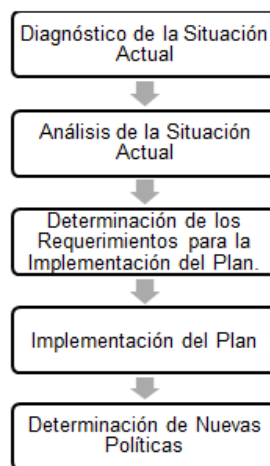 Diagnóstico de la Situación
Actual
Análisis de la Situación
Actual
Determinación de los
Requerimientos para la
Implementación del Plan.
Implementación del Plan
Determinación de Nuevas
Políticas